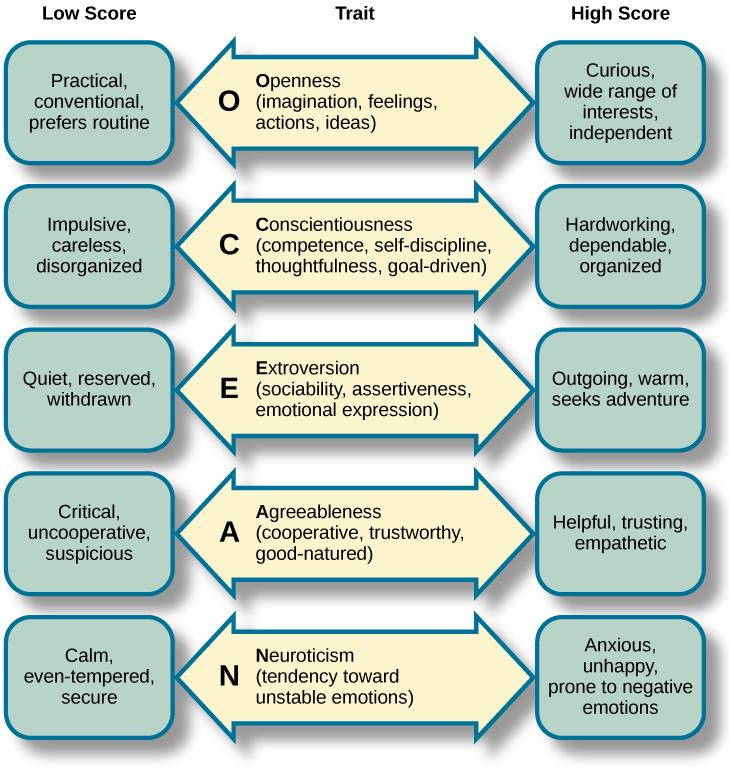 Low Score
Trait
High Score
Practical,
conventional,
prefers routine
O
Openness
(imagination, feelings,
actions, ideas)
Curious,
wide range of
interests,
independent
Impulsive,
careless,
disorganized
C
Conscientiousness
(competence, self-discipline,
thoughtfulness, goal-driven)
Hardworking,
dependable,
organized
Quiet, reserved,
withdrawn
E
Extroversion
(sociability, assertiveness,
emotional expression)
Outgoing, warm,
seeks adventure
Critical,
uncooperative,
suspicious
A
Agreeableness
(cooperative, trustworthy,
good-natured)
Helpful, trusting,
empathetic
Calm,
even-tempered,
secure
N
Neuroticism
(tendency toward
unstable emotions)
Anxious,
unhappy,
prone to negative
emotions